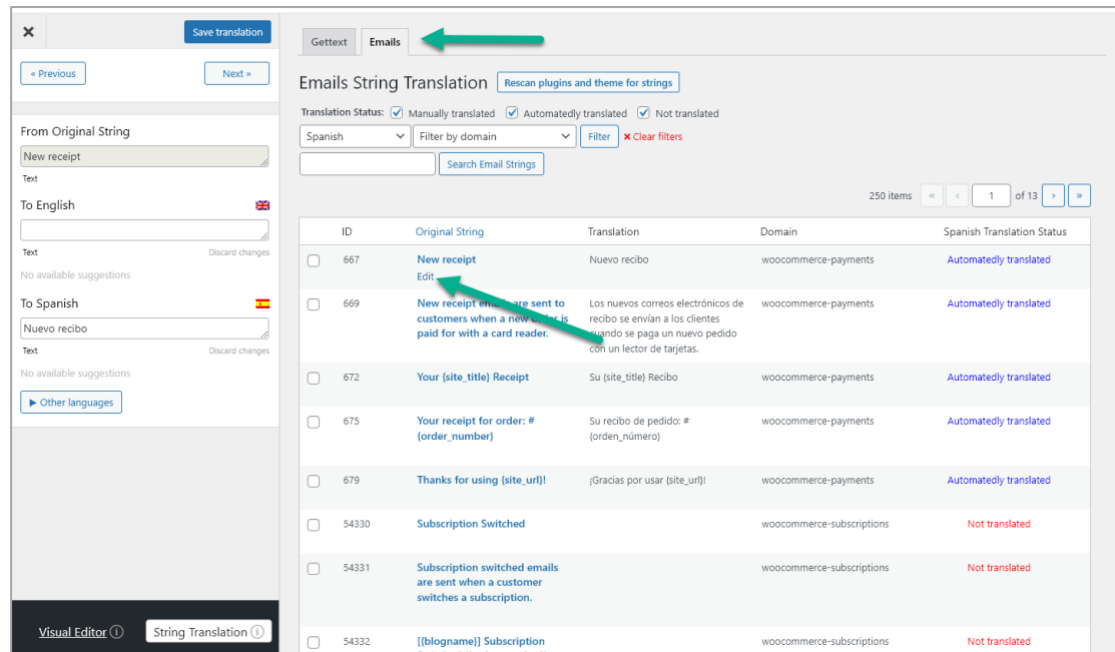 × Save translation
« Previous Next »
From Original String
New receipt
Text
To English
Text Discard changes
No available suggestions
To Spanish
Nuevo recibo
Text Discard changes
No available suggestions
▶ Other languages
Visual Editor String Translation
Gettext Emails
Emails String Translation Rescan plugins and theme for strings
Translation Status: Manually translated Automatedly translated Not translated
Spanish Filter by domain Filter × Clear filters
Search Email Strings
250 items « ‹ 1 of 13 › »
ID Original String Translation Domain Spanish Translation Status
667 New receipt Nuevo recibo woocommerce-payments Automatedly translated
Edit
669 New receipt emails are sent to Los nuevos correos electrónicos de woocommerce-payments Automatedly translated
customers when a new order is recibo se envían a los clientes
paid for with a card reader. cuando se paga un nuevo pedido
con un lector de tarjetas.
672 Your {site_title} Receipt Su {site_title} Recibo woocommerce-payments Automatedly translated
675 Your receipt for order: # Su recibo de pedido: # woocommerce-payments Automatedly translated
{order_number} {orden_número}
679 Thanks for using {site_url}! ¡Gracias por usar {site_url}! woocommerce-payments Automatedly translated
54330 Subscription Switched woocommerce-subscriptions Not translated
54331 Subscription switched emails woocommerce-subscriptions Not translated
are sent when a customer
switches a subscription.
54332 [{blogname}] Subscription woocommerce-subscriptions Not translated